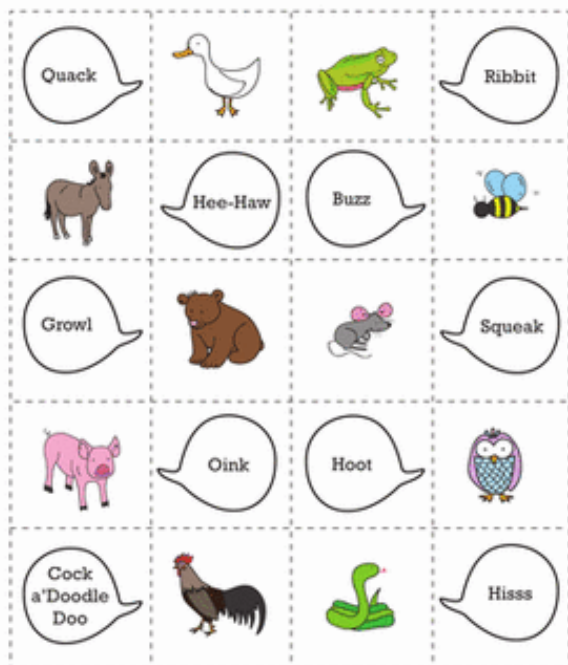 Quack
Ribbit
Hee-Haw
Buzz
Growl
Squeak
Oink
Hoot
Cock
a'Doodle
Doo
Hisss